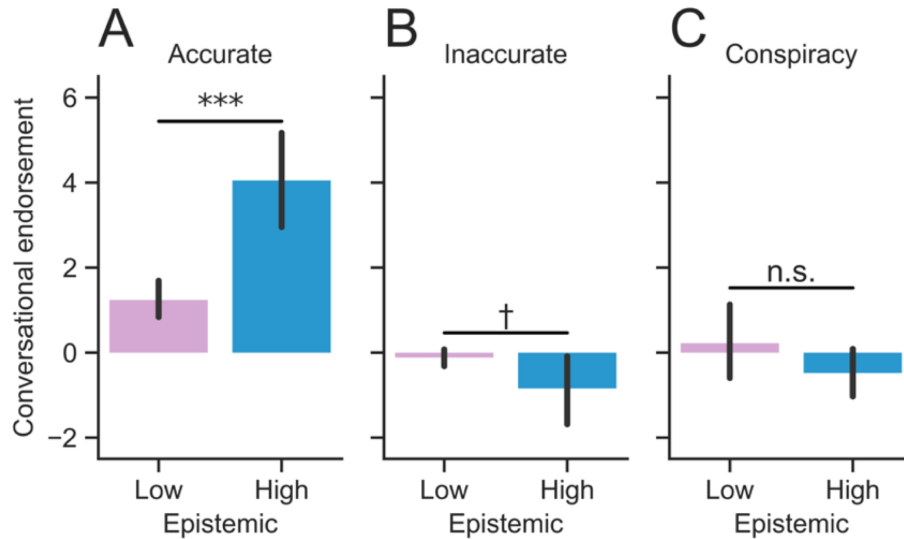 A
Accurate
B
Inaccurate
C
Conspiracy
Conversational endorsement
6
4
2
0
−2
***
†
n.s.
Low High
Epistemic
Low High
Epistemic
Low High
Epistemic